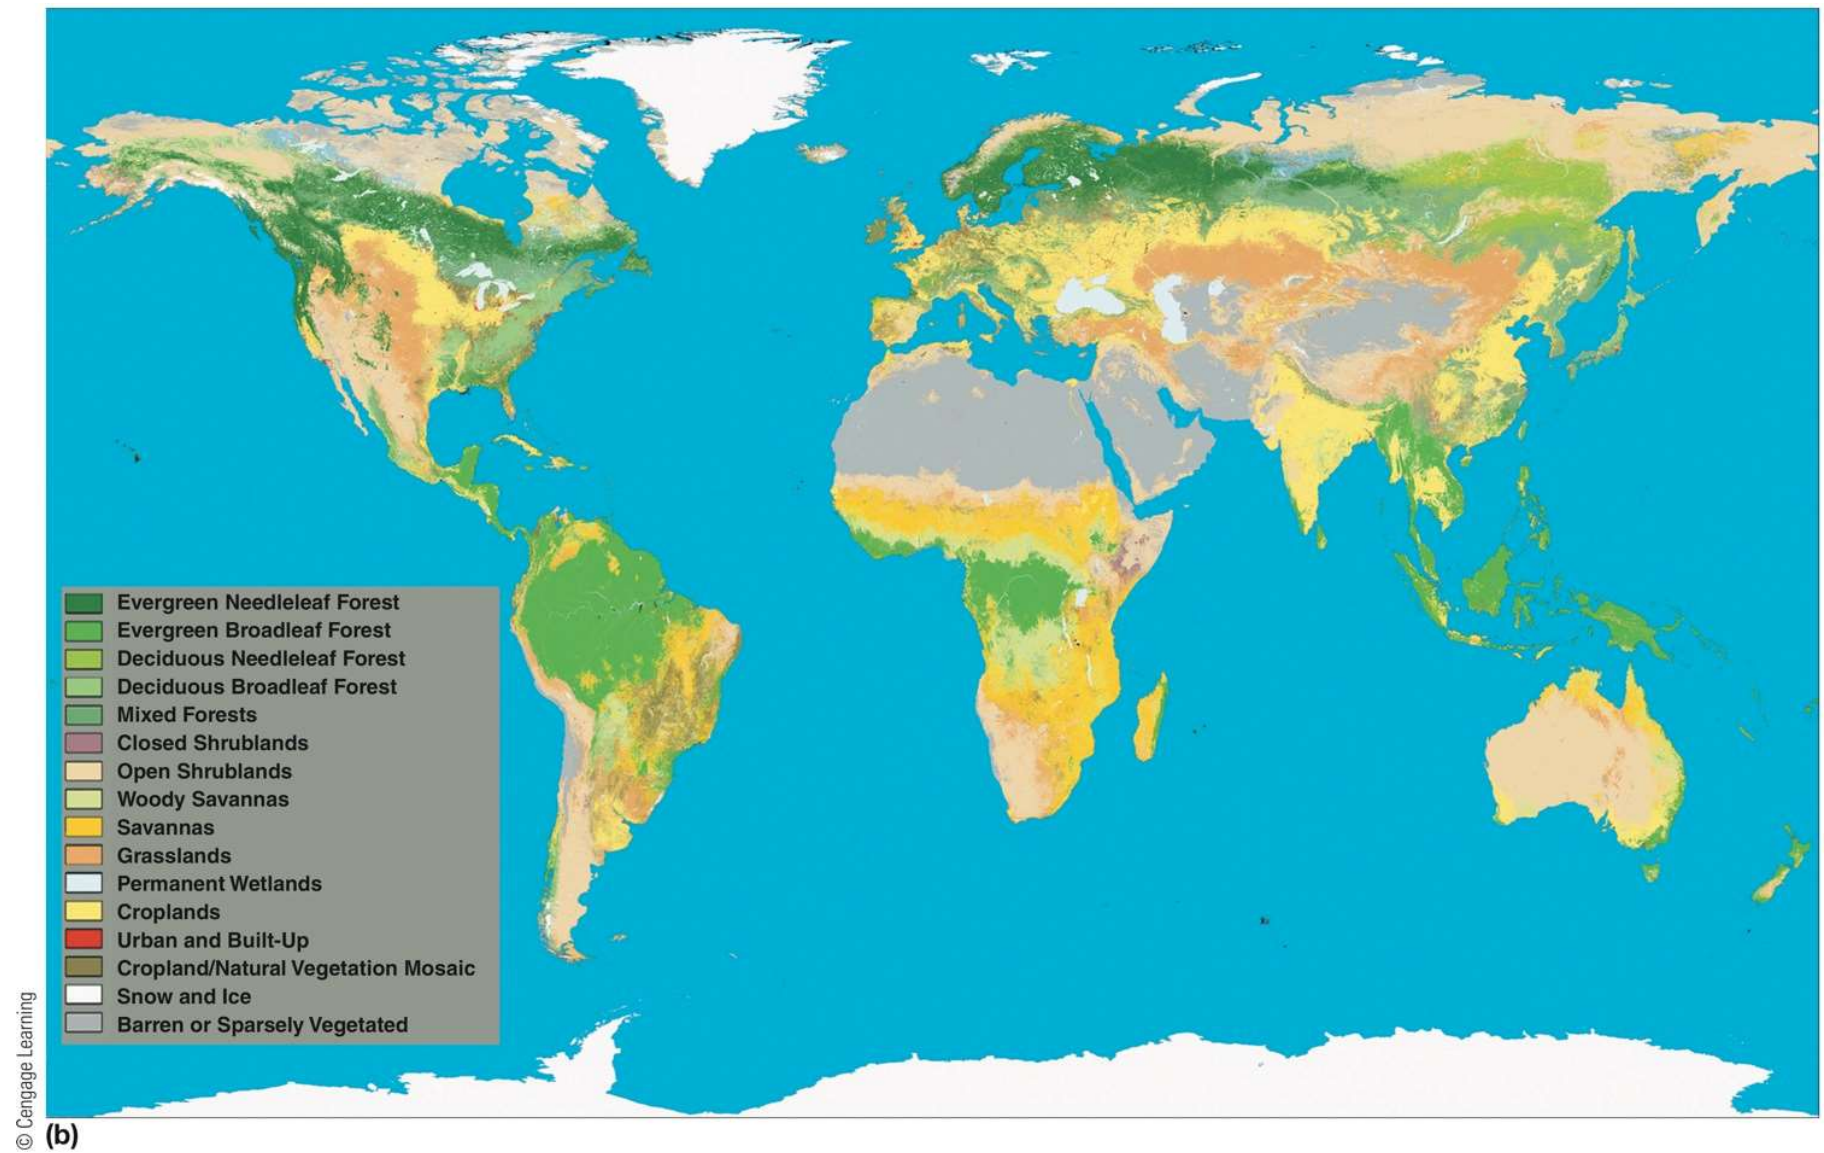 Evergreen Needleleaf Forest
Evergreen Broadleaf Forest
Deciduous Needleleaf Forest
Deciduous Broadleaf Forest
Mixed Forests
Closed Shrublands
Open Shrublands
Woody Savannas
Savannas
Grasslands
Permanent Wetlands
Croplands
Urban and Built-Up
Cropland/Natural Vegetation Mosaic
Snow and Ice
Barren or Sparsely Vegetated
© Cengage Learning
(b)